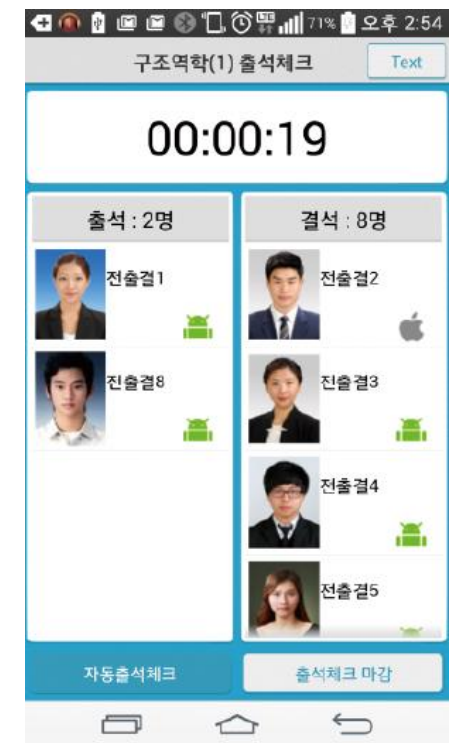 71% 오후 2:54
구조역학(1) 출석체크
Text
00:00:19
출석 : 2명
전출결1
전출결8
결석 : 8명
전출결2
전출결3
전출결4
전출결5
자동출석체크
출석체크 마감